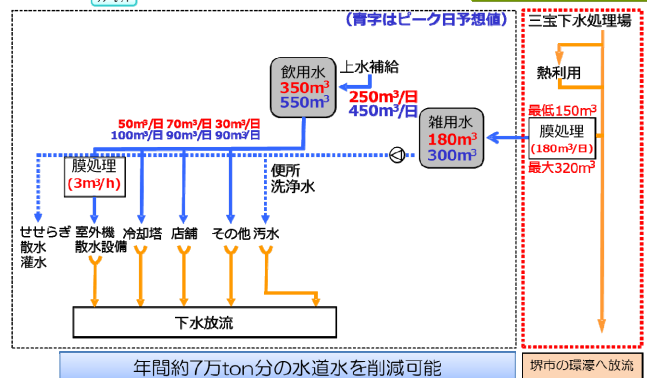 （青字はピーク日予想値）
三宝下水処理場
飲用水
350m³
550m³
上水補給
250m³/日
450m³/日
熱利用
50m³/日 70m³/日 30m³/日
100m³/日 90m³/日 90m³/日
雑用水
180m³
300m³
最低150m³
膜処理
(180m³/日)
最大320m³
膜処理
(3m³/h)
便所
洗浄水
せせらぎ
散水
灌水
室外機
散水設備
冷却塔
店舗
その他
汚水
下水放流
年間約7万ton分の水道水を削減可能
堺市の環濠へ放流